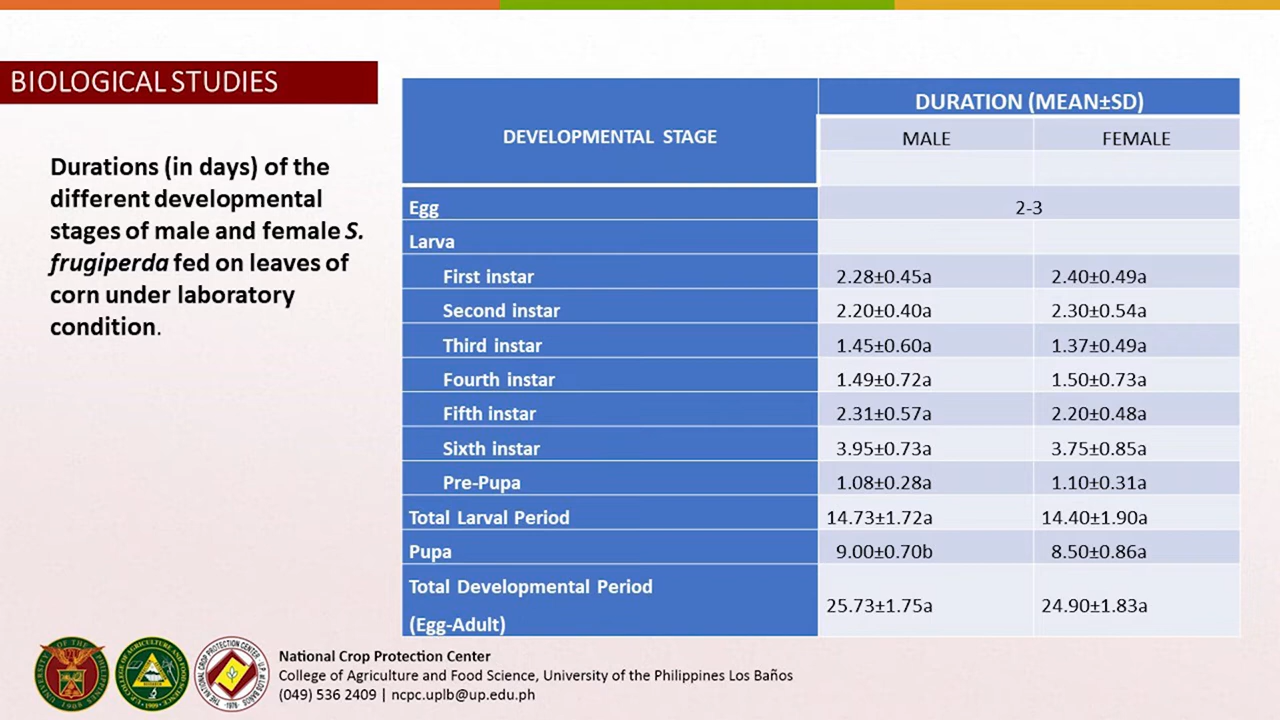 BIOLOGICAL STUDIES
Durations (in days) of the
different developmental
stages of male and female S.
frugiperda fed on leaves of
corn under laboratory
condition.
DEVELOPMENTAL STAGE
DURATION (MEAN±SD)
MALE FEMALE
Egg 2-3
Larva
First instar 2.28±0.45a 2.40±0.49a
Second instar 2.20±0.40a 2.30±0.54a
Third instar 1.45±0.60a 1.37±0.49a
Fourth instar 1.49±0.72a 1.50±0.73a
Fifth instar 2.31±0.57a 2.20±0.48a
Sixth instar 3.95±0.73a 3.75±0.85a
Pre-Pupa 1.08±0.28a 1.10±0.31a
Total Larval Period 14.73±1.72a 14.40±1.90a
Pupa 9.00±0.70b 8.50±0.86a
Total Developmental Period
(Egg-Adult) 25.73±1.75a 24.90±1.83a
National Crop Protection Center
College of Agriculture and Food Science, University of the Philippines Los Baños
(049) 536 2409 | ncpc.uplb@up.edu.ph